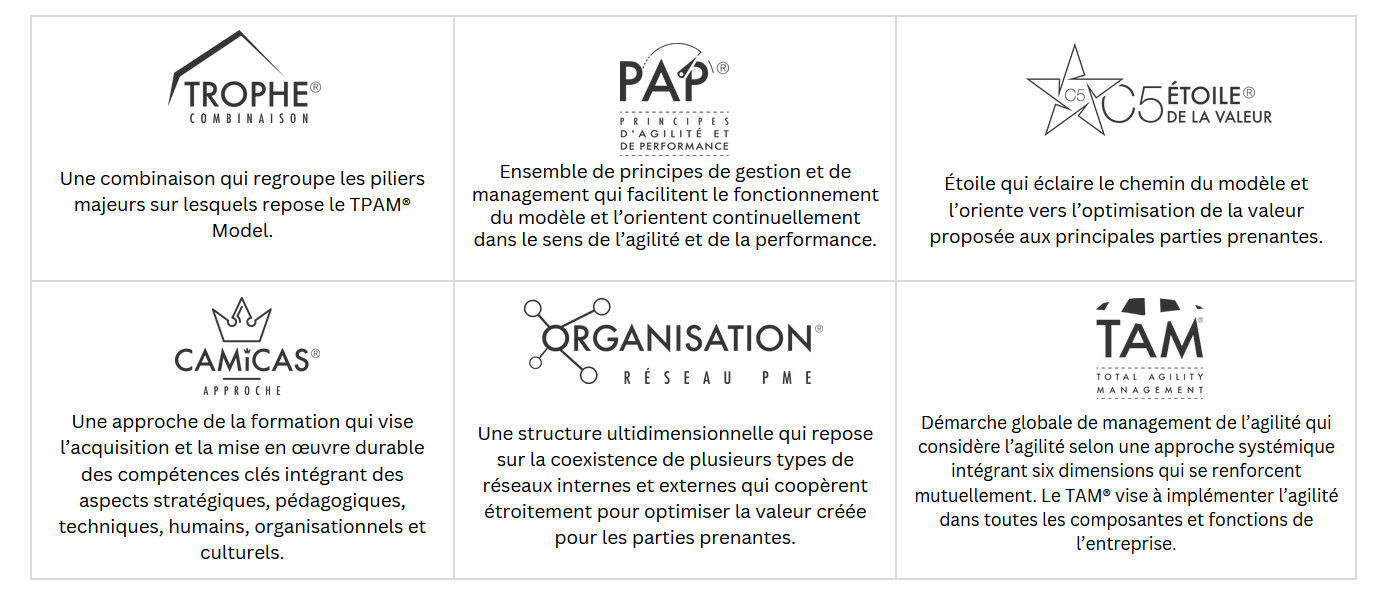 TROPHE®
COMBINAISON
Une combinaison qui regroupe les piliers
majeurs sur lesquels repose le TPAM®
Model.
PAP®
PRINCIPES
D'AGILITÉ ET
DE PERFORMANCE
Ensemble de principes de gestion et de
management qui facilitent le fonctionnement
du modèle et l’orientent continuellement
dans le sens de l’agilité et de la performance.
C5
C5 ÉTOILE®
DE LA VALEUR
Étoile qui éclaire le chemin du modèle et
l’oriente vers l’optimisation de la valeur
proposée aux principales parties prenantes.
CAMiCAS®
APPROCHE
Une approche de la formation qui vise
l’acquisition et la mise en œuvre durable
des compétences clés intégrant des
aspects stratégiques, pédagogiques,
techniques, humains, organisationnels et
culturels.
ORGANISATION®
RÉSEAU PME
Une structure ultidimensionnelle qui repose
sur la coexistence de plusieurs types de
réseaux internes et externes qui coopèrent
étroitement pour optimiser la valeur créée
pour les parties prenantes.
TAM®
TOTAL AGILITY
MANAGEMENT
Démarche globale de management de l’agilité qui
considère l’agilité selon une approche systémique
intégrant six dimensions qui se renforcent
mutuellement. Le TAM® vise à implémenter l’agilité
dans toutes les composantes et fonctions de
l’entreprise.